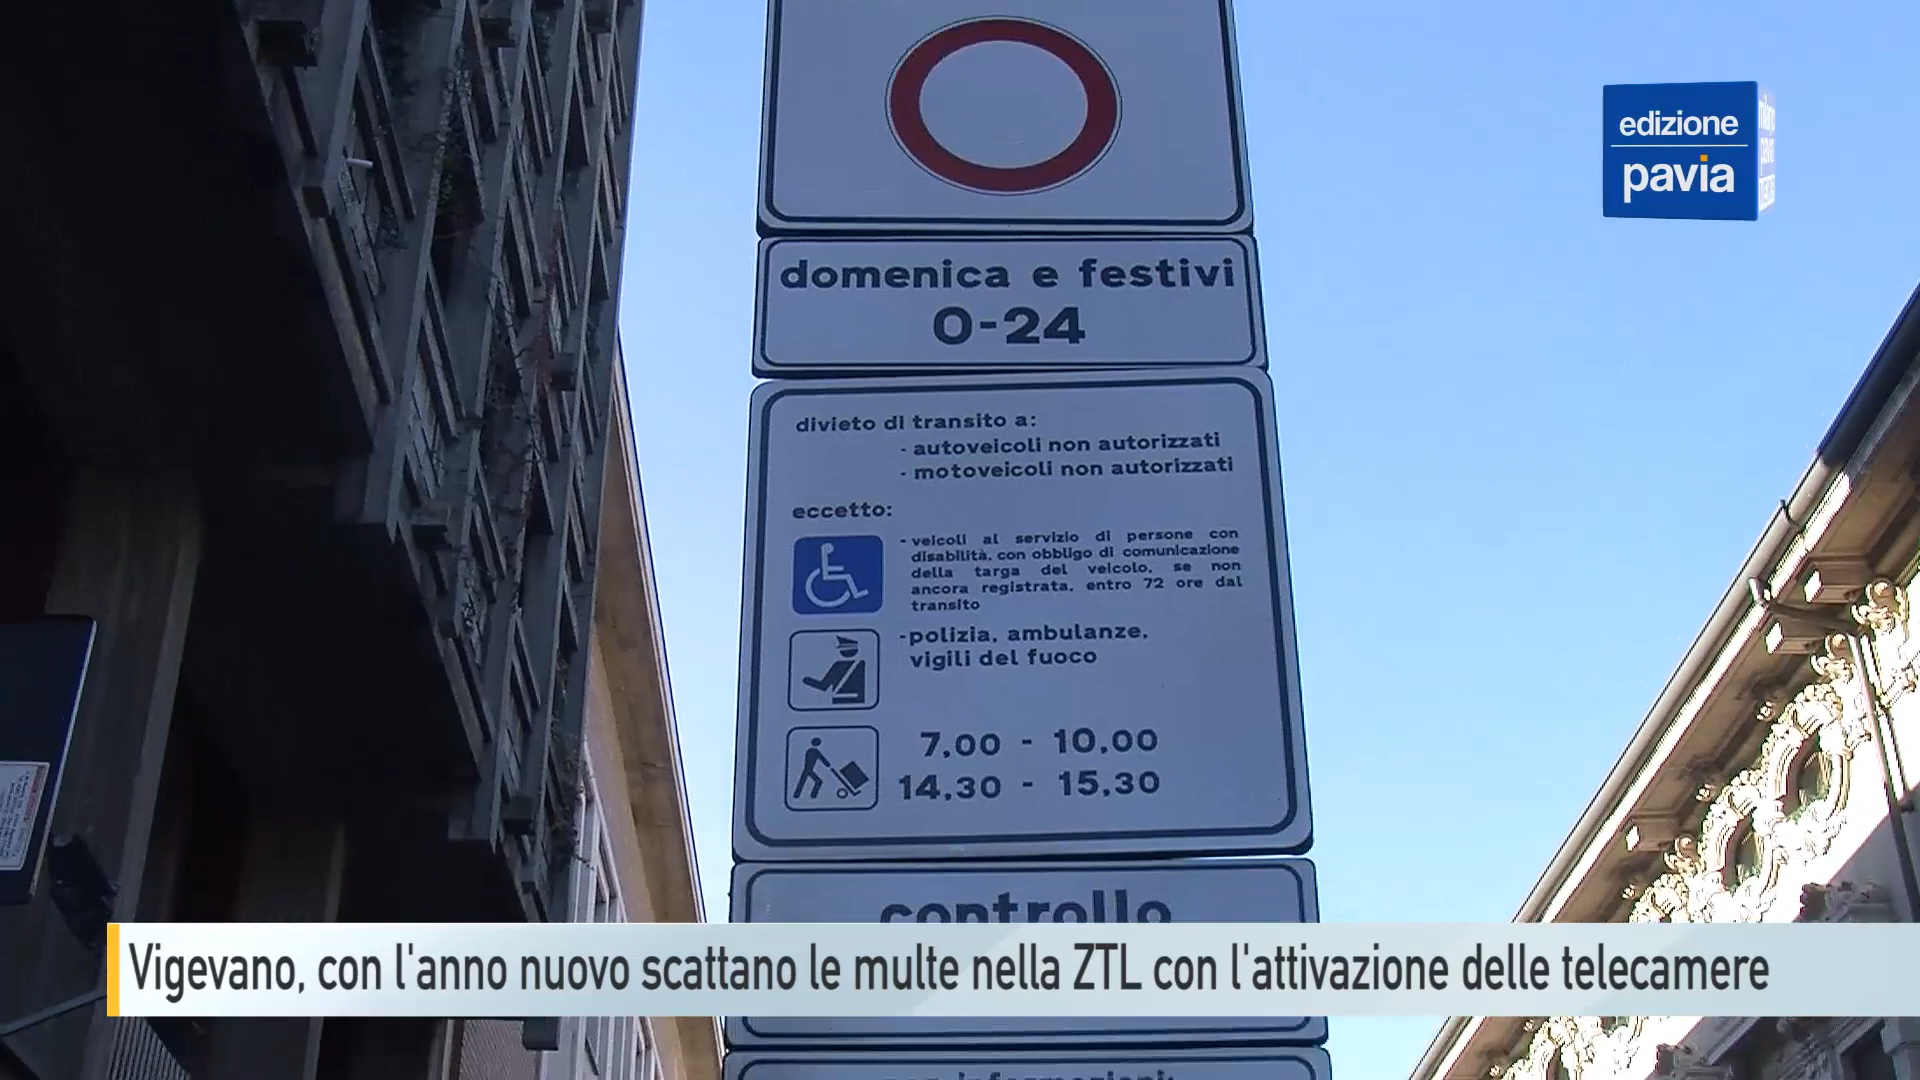 edizione
pavia
domenica e festivi
0-24
divieto di transito a:
- autoveicoli non autorizzati
- motoveicoli non autorizzati
eccetto:
- veicoli al servizio di persone con
disabilità, con obbligo di comunicazione
della targa del veicolo, se non
ancora registrata, entro 72 ore dal
transito
-polizia, ambulanze,
vigili del fuoco
7,00 - 10,00
14,30 - 15,30
controllo
Vigevano, con l'anno nuovo scattano le multe nella ZTL con l'attivazione delle telecamere